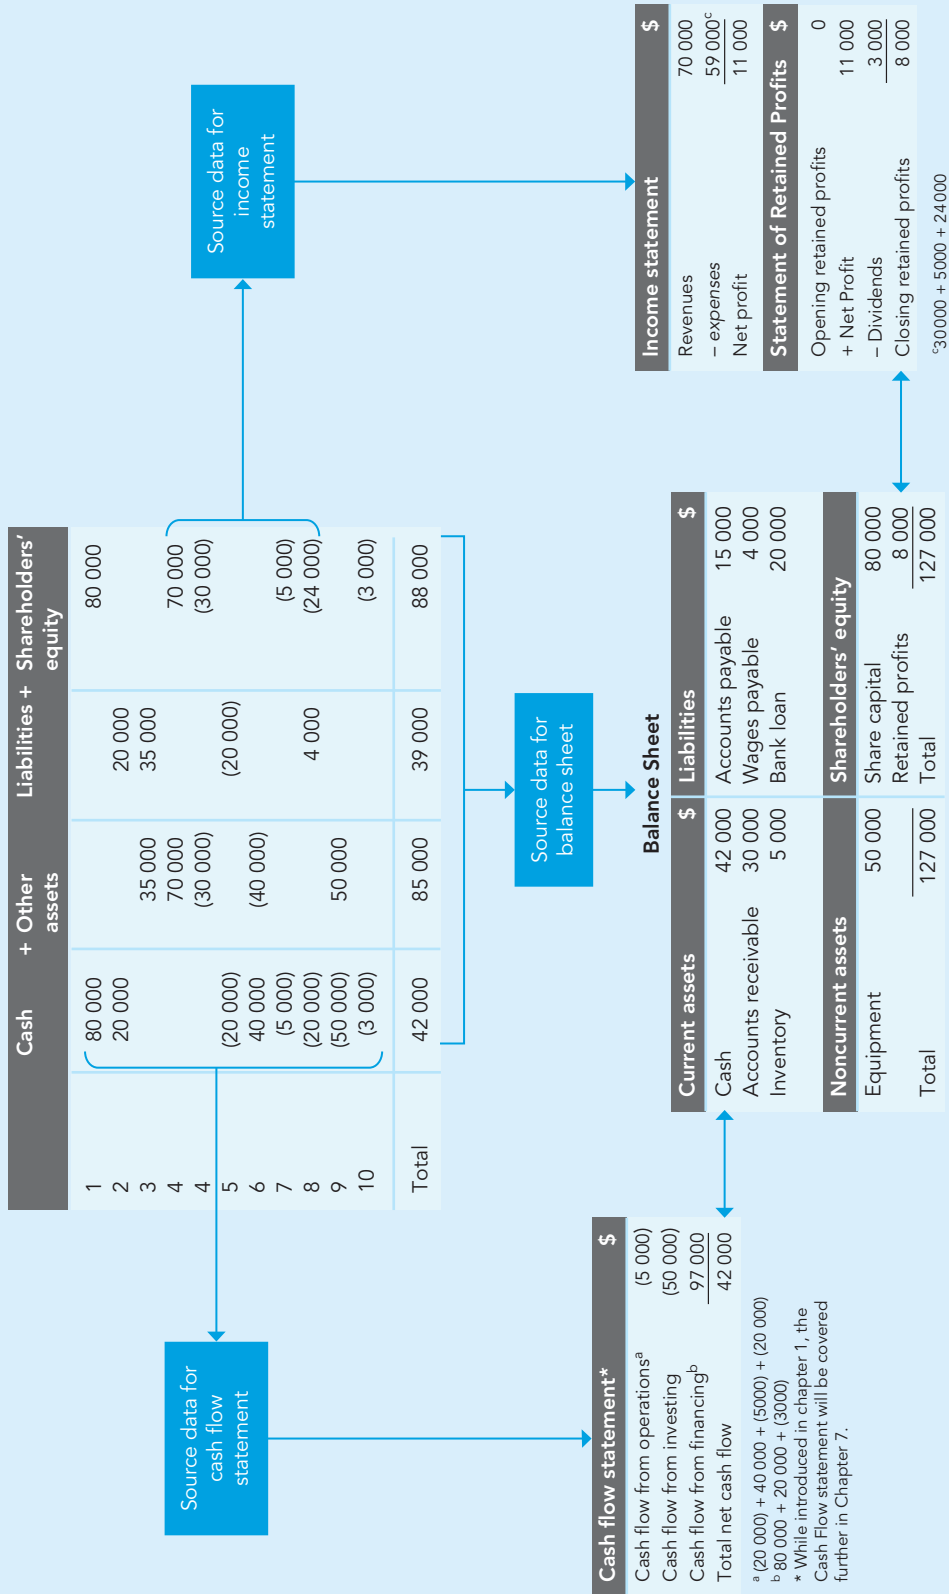 Cash + Other assets Liabilities + Shareholders' equity
1 80 000 80 000
2 20 000 20 000
3 35 000 35 000
4 70 000 70 000
4 (30 000) (30 000)
5 (20 000) (20 000)
6 40 000 (40 000)
7 (5 000) (5 000)
8 (20 000) 4 000 (24 000)
9 (50 000) 50 000
10 (3 000) (3 000)
Total 42 000 85 000 39 000 88 000
Source data for
cash flow
statement
Source data for
balance sheet
Source data for
income
statement
Cash flow statement* $
Cash flow from operationsᵃ (5 000)
Cash flow from investing (50 000)
Cash flow from financingᵇ 97 000
Total net cash flow 42 000
ᵃ (20 000) + 40 000 + (5000) + (20 000)
ᵇ 80 000 + 20 000 + (3000)
* While introduced in chapter 1, the
Cash Flow statement will be covered
further in Chapter 7.
Balance Sheet
Current assets $ Liabilities $
Cash 42 000 Accounts payable 15 000
Accounts receivable 30 000 Wages payable 4 000
Inventory 5 000 Bank loan 20 000
Noncurrent assets Shareholders' equity
Equipment 50 000 Share capital 80 000
Retained profits 8 000
Total 127 000 Total 127 000
Income statement $
Revenues 70 000
– expenses 59 000ᶜ
Net profit 11 000
Statement of Retained Profits $
Opening retained profits 0
+ Net Profit 11 000
– Dividends 3 000
Closing retained profits 8 000
ᶜ30000 + 5000 + 24000